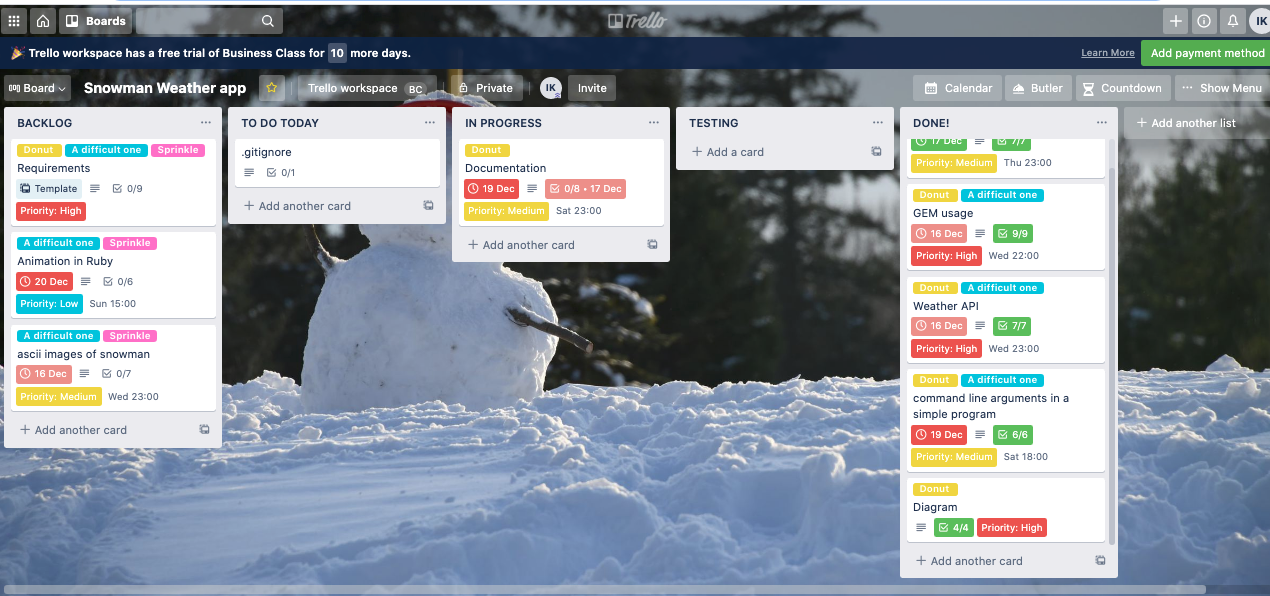 Boards
Trello
IK
🎉 Trello workspace has a free trial of Business Class for 10 more days.
Learn More
Add payment method
Board
Snowman Weather app
Trello workspace BC
Private
IK
Invite
Calendar
Butler
Countdown
··· Show Menu
BACKLOG ···
Donut A difficult one Sprinkle
Requirements
Template 0/9
Priority: High
A difficult one Sprinkle
Animation in Ruby
20 Dec 0/6
Priority: Low Sun 15:00
A difficult one Sprinkle
ascii images of snowman
16 Dec 0/7
Priority: Medium Wed 23:00
+ Add another card
TO DO TODAY ···
.gitignore
0/1
+ Add another card
IN PROGRESS ···
Donut
Documentation
19 Dec 0/8 • 17 Dec
Priority: Medium Sat 23:00
+ Add another card
TESTING ···
+ Add a card
DONE! ···
17 Dec 7/7
Priority: Medium Thu 23:00
Donut A difficult one
GEM usage
16 Dec 9/9
Priority: High Wed 22:00
Donut A difficult one
Weather API
16 Dec 7/7
Priority: High Wed 23:00
Donut A difficult one
command line arguments in a
simple program
19 Dec 6/6
Priority: Medium Sat 18:00
Donut
Diagram
4/4 Priority: High
+ Add another card
+ Add another list